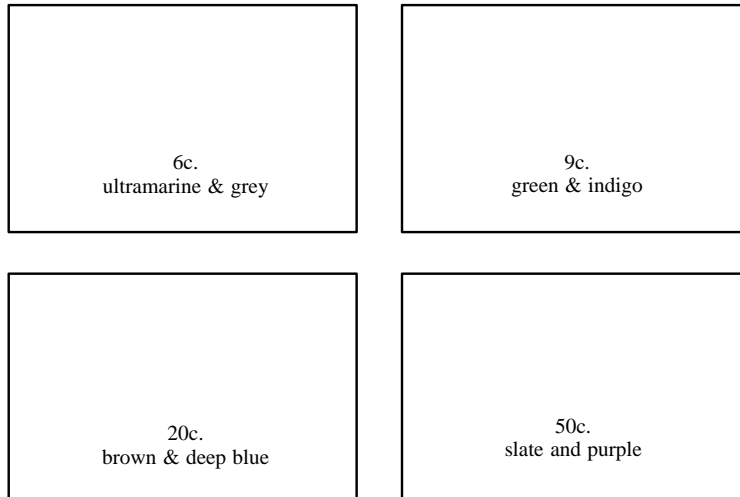 6c.
ultramarine & grey
9c.
green & indigo
20c.
brown & deep blue
50c.
slate and purple